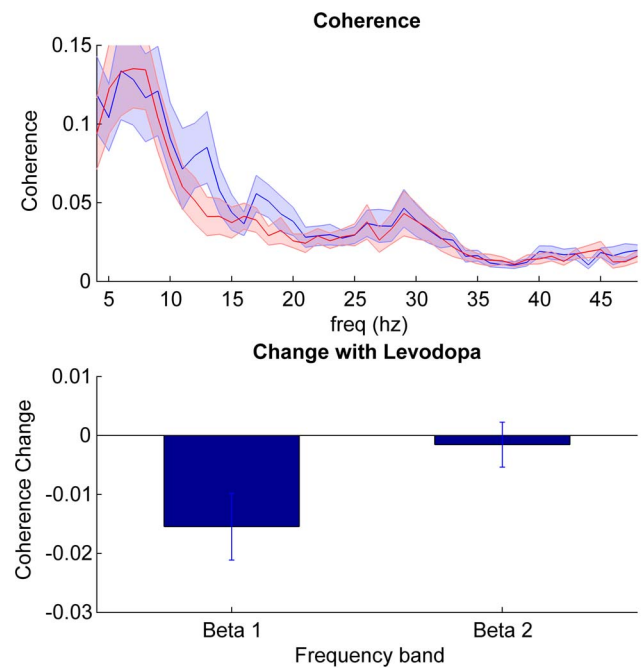 Coherence
0.15
0.1
0.05
0
Coherence
5 10 15 20 25 30 35 40 45
freq (hz)
Change with Levodopa
0.01
0
-0.01
-0.02
-0.03
Coherence Change
Beta 1 Beta 2
Frequency band